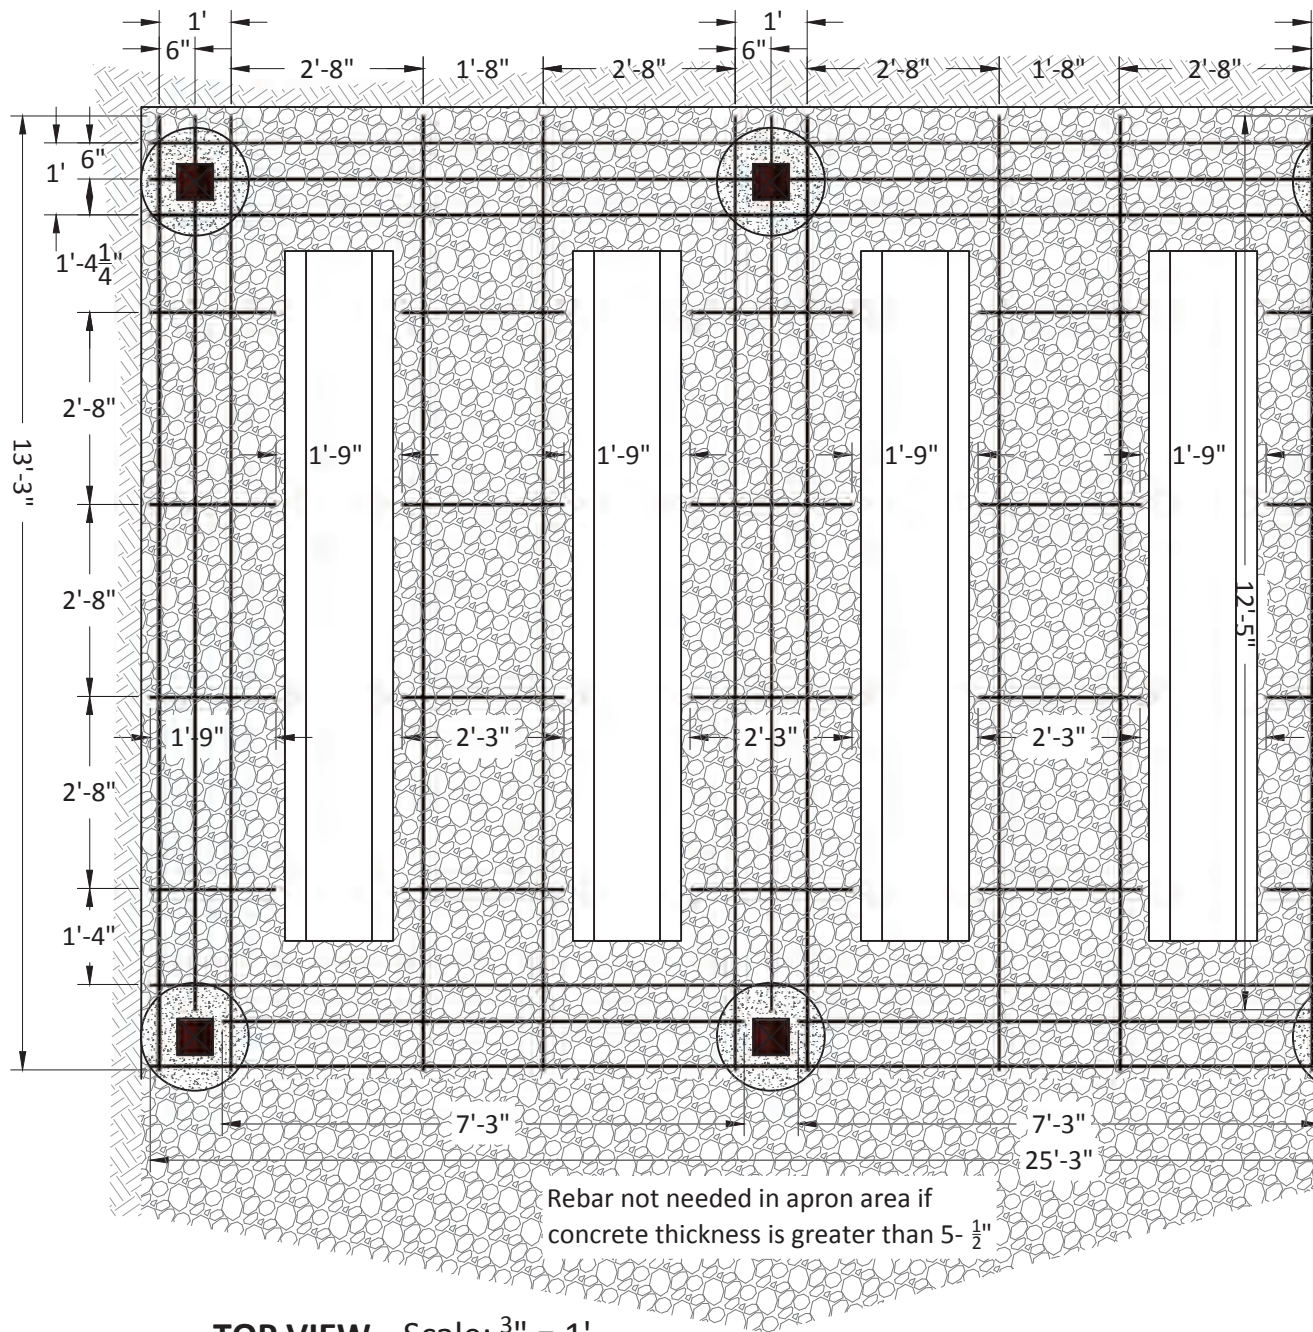 1' 1'
6" 6"
2'-8" 1'-8" 2'-8" 2'-8" 1'-8" 2'-8"
6"
1'
1'-4 1/4"
2'-8"
1'-9" 1'-9" 1'-9" 1'-9"
13'-3"
2'-8"
12'-5"
1'-9" 2'-3" 2'-3" 2'-3"
2'-8"
1'-4"
7'-3" 7'-3"
25'-3"
Rebar not needed in apron area if
concrete thickness is greater than 5- 1/2"